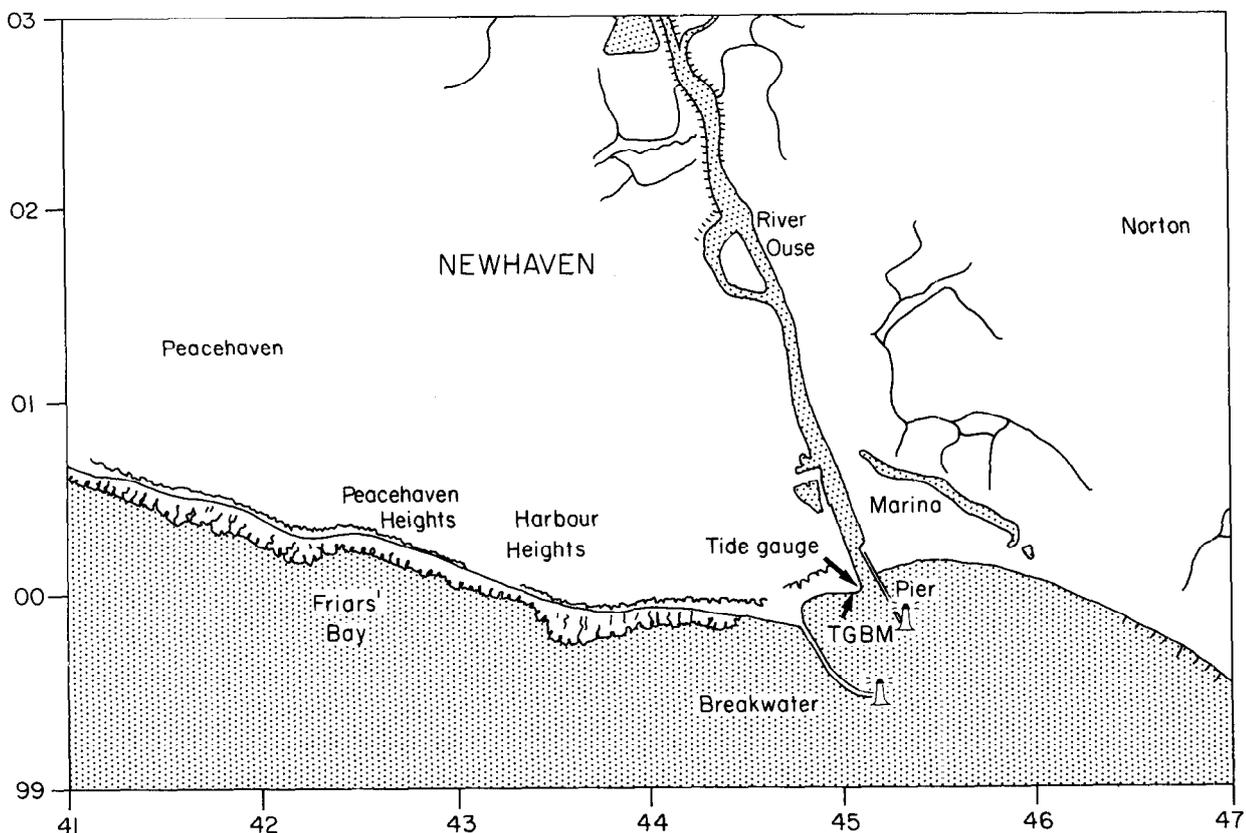 03
02
01
00
99
River
Ouse
Norton
NEWHAVEN
Peacehaven
Peacehaven
Heights
Harbour
Heights
Marina
Tide gauge
Pier
Friars'
Bay
TGBM
Breakwater
41
42
43
44
45
46
47